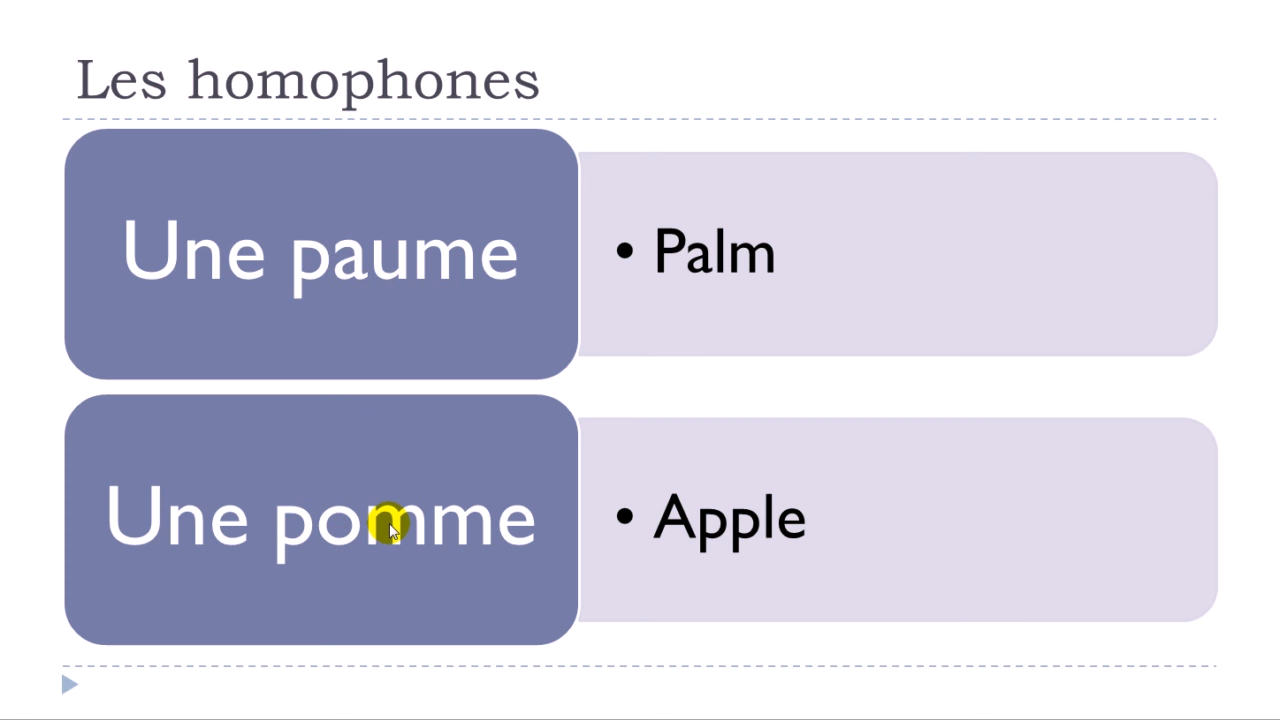 Les homophones
Une paume
• Palm
Une pomme
• Apple